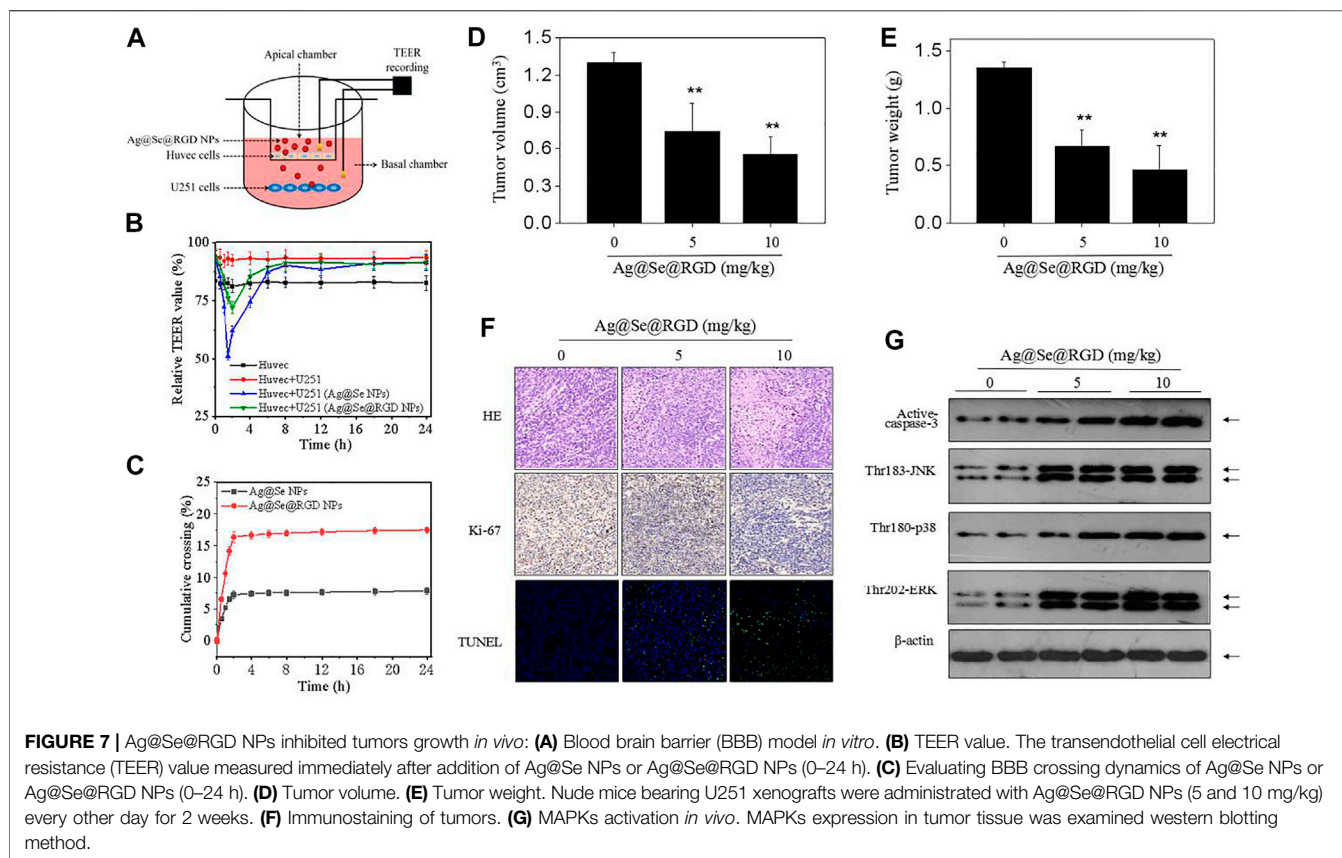 A
Apical chamber
TEER
recording
Ag@Se@RGD NPs
Huvec cells
Basal chamber
U251 cells
B
Relative TEER value (%)
100
75
50
25
Huvec
Huvec+U251
Huvec+U251 (Ag@Se NPs)
Huvec+U251 (Ag@Se@RGD NPs)
0 4 8 12 16 20 24
Time (h)
C
Cumulative crossing (%)
25
20
15
10
5
0
Ag@Se NPs
Ag@Se@RGD NPs
0 4 8 12 16 20 24
Time (h)
D
Tumor volume (cm³)
1.5
1.2
0.9
0.6
0.3
0.0
**
**
0 5 10
Ag@Se@RGD (mg/kg)
E
Tumor weight (g)
1.5
1.0
0.5
0.0
**
**
0 5 10
Ag@Se@RGD (mg/kg)
F
Ag@Se@RGD (mg/kg)
0 5 10
HE
Ki-67
TUNEL
G
Ag@Se@RGD (mg/kg)
0 5 10
Active-
caspase-3
Thr183-JNK
Thr180-p38
Thr202-ERK
β-actin
FIGURE 7 | Ag@Se@RGD NPs inhibited tumors growth in vivo: (A) Blood brain barrier (BBB) model in vitro. (B) TEER value. The transendothelial cell electrical
resistance (TEER) value measured immediately after addition of Ag@Se NPs or Ag@Se@RGD NPs (0–24 h). (C) Evaluating BBB crossing dynamics of Ag@Se NPs or
Ag@Se@RGD NPs (0–24 h). (D) Tumor volume. (E) Tumor weight. Nude mice bearing U251 xenografts were administrated with Ag@Se@RGD NPs (5 and 10 mg/kg)
every other day for 2 weeks. (F) Immunostaining of tumors. (G) MAPKs activation in vivo. MAPKs expression in tumor tissue was examined western blotting
method.